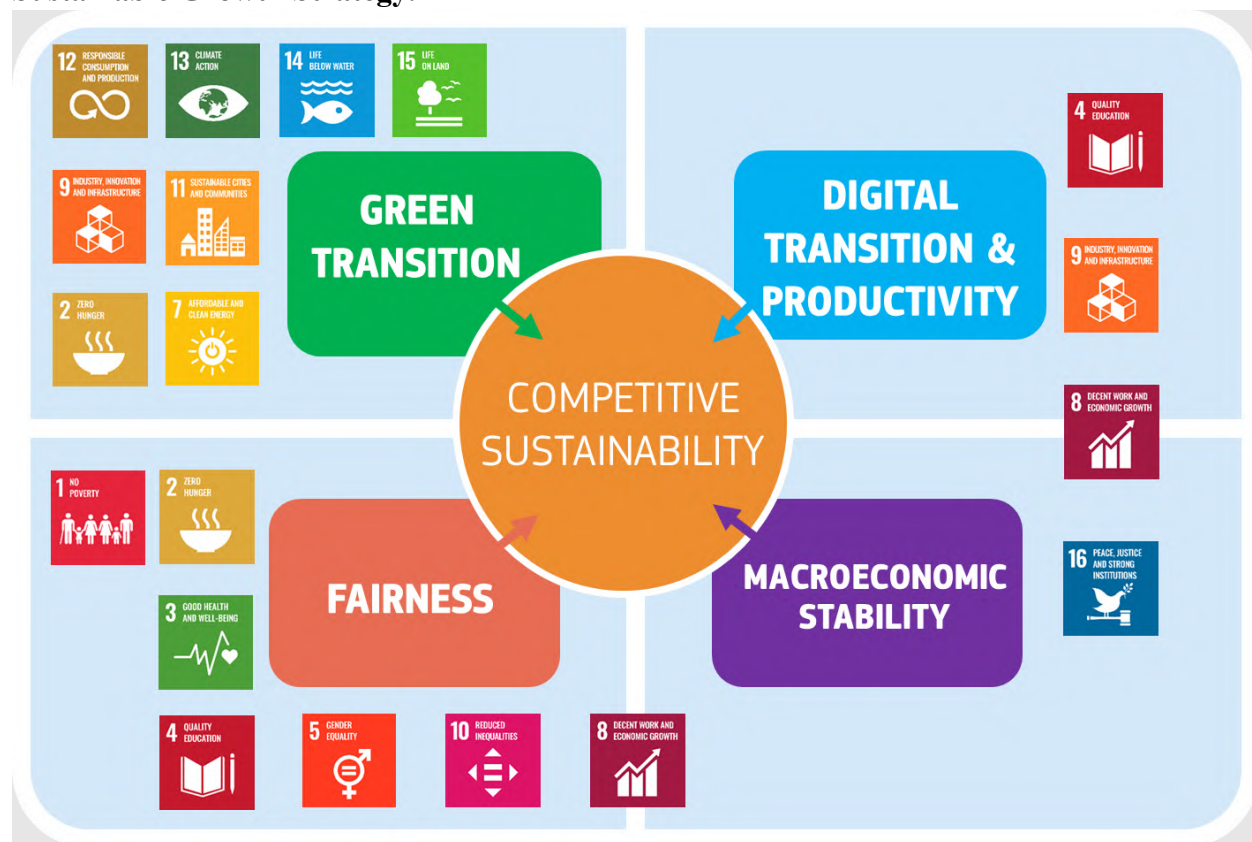 Strategy.
12 RESPONSIBLE
CONSUMPTION
AND PRODUCTION
13 CLIMATE
ACTION
14 LIFE
BELOW WATER
15 LIFE
ON LAND
9 INDUSTRY, INNOVATION
AND INFRASTRUCTURE
11 SUSTAINABLE CITIES
AND COMMUNITIES
2 ZERO
HUNGER
7 AFFORDABLE AND
CLEAN ENERGY
GREEN
TRANSITION
DIGITAL
TRANSITION &
PRODUCTIVITY
4 QUALITY
EDUCATION
9 INDUSTRY, INNOVATION
AND INFRASTRUCTURE
8 DECENT WORK AND
ECONOMIC GROWTH
COMPETITIVE
SUSTAINABILITY
1 NO
POVERTY
2 ZERO
HUNGER
3 GOOD HEALTH
AND WELL-BEING
FAIRNESS
4 QUALITY
EDUCATION
5 GENDER
EQUALITY
10 REDUCED
INEQUALITIES
8 DECENT WORK AND
ECONOMIC GROWTH
MACROECONOMIC
STABILITY
16 PEACE, JUSTICE
AND STRONG
INSTITUTIONS